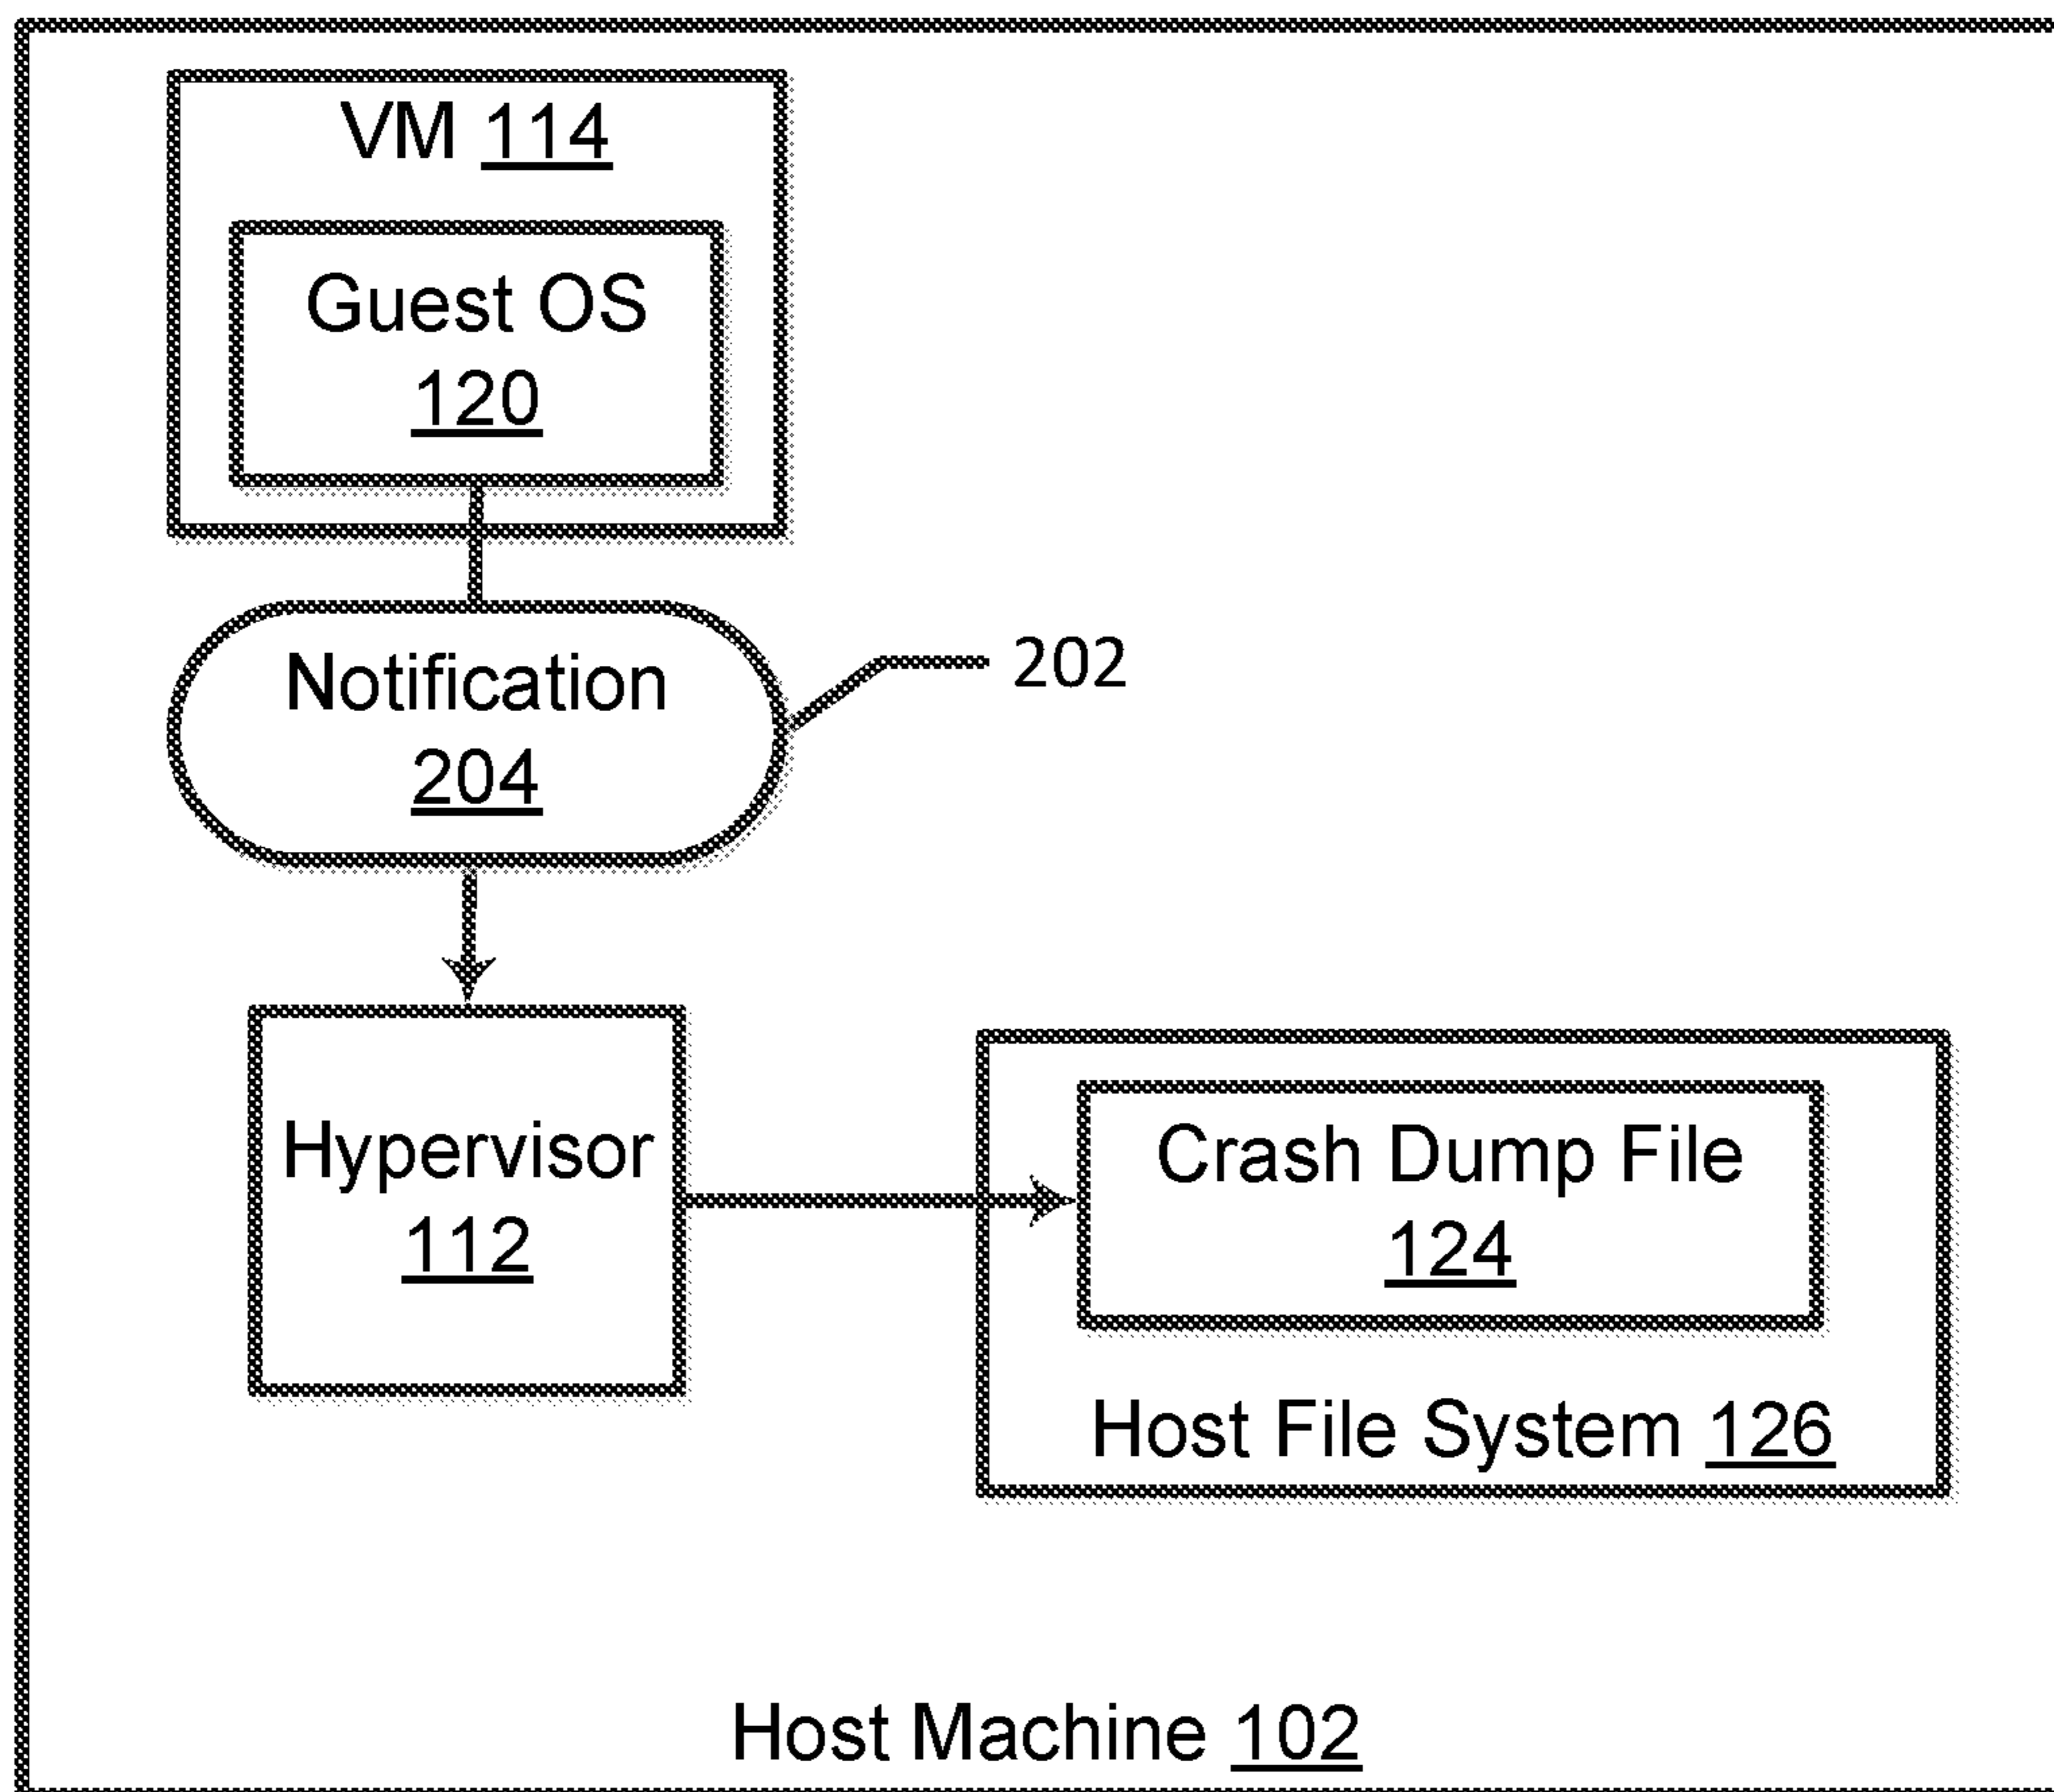 VM 114
Guest OS
120
Notification
204
202
Hypervisor
112
Crash Dump File
124
Host File System 126
Host Machine 102